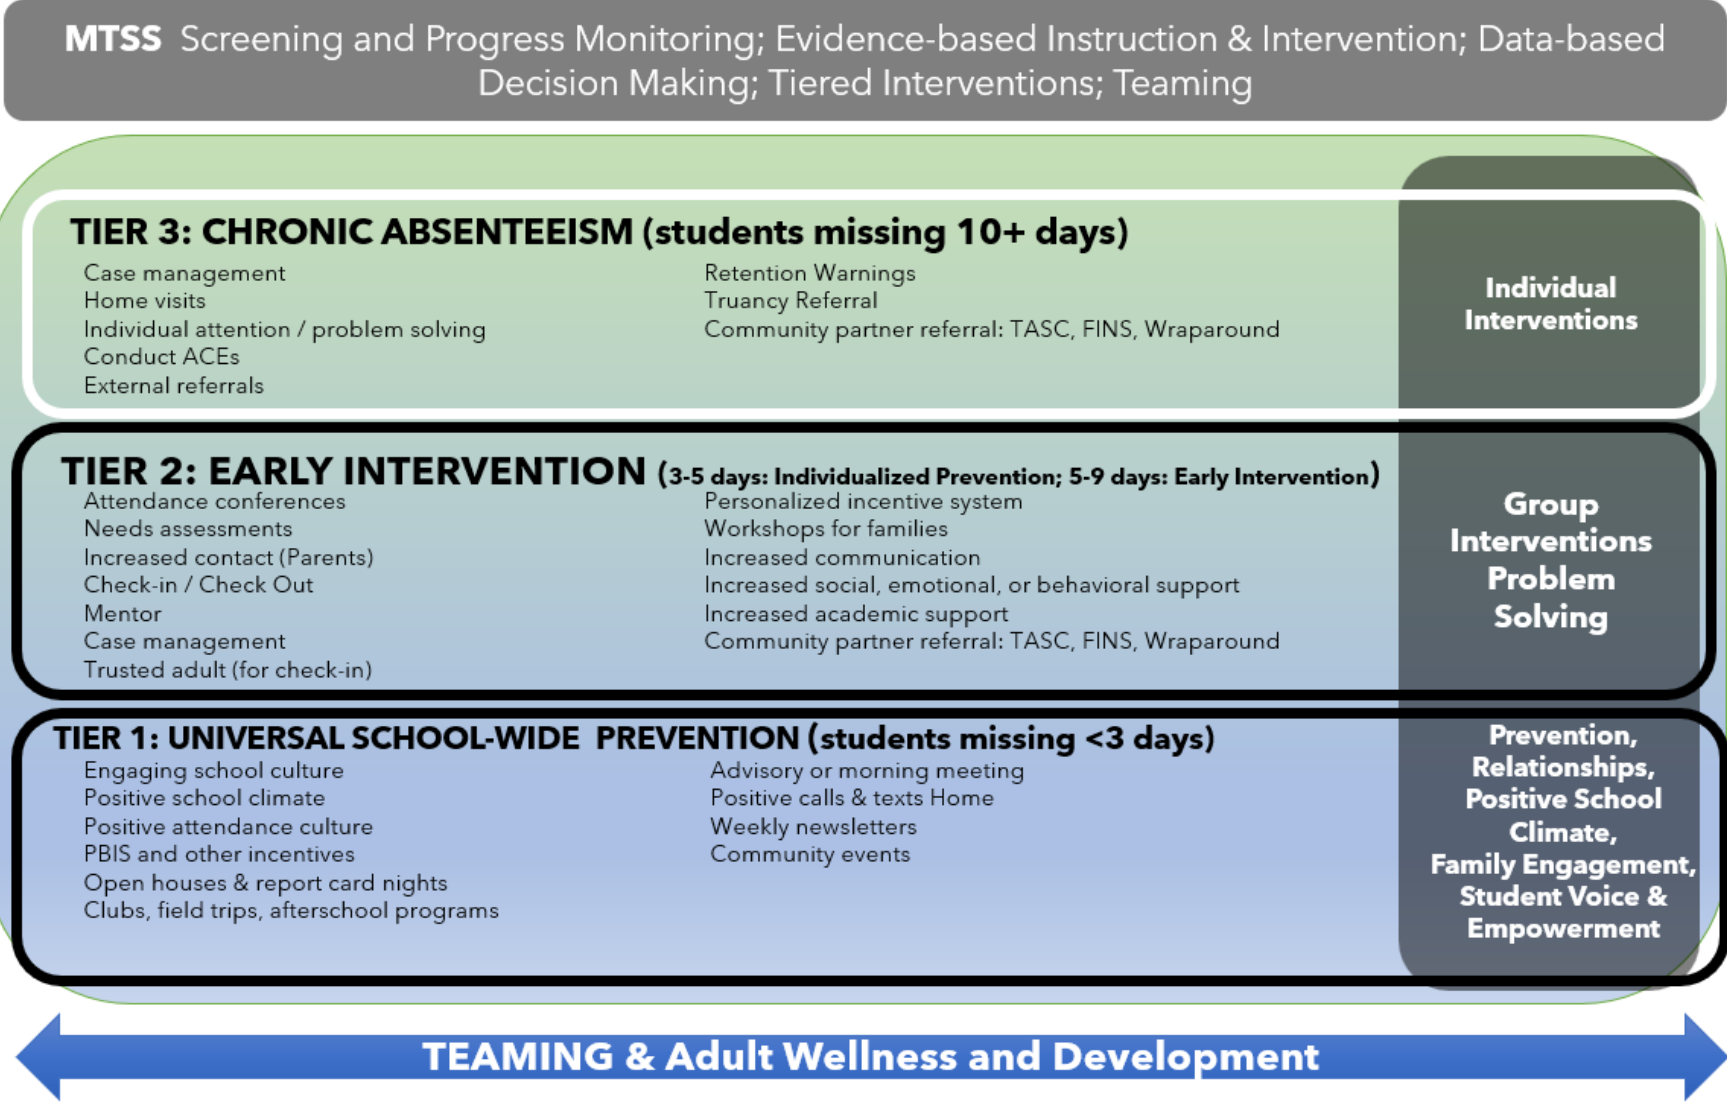 MTSS Screening and Progress Monitoring; Evidence-based Instruction & Intervention; Data-based
Decision Making; Tiered Interventions; Teaming
TIER 3: CHRONIC ABSENTEEISM (students missing 10+ days)
Case management
Home visits
Individual attention / problem solving
Conduct ACEs
External referrals
Retention Warnings
Truancy Referral
Community partner referral: TASC, FINS, Wraparound
Individual
Interventions
TIER 2: EARLY INTERVENTION (3-5 days: Individualized Prevention; 5-9 days: Early Intervention)
Attendance conferences
Needs assessments
Increased contact (Parents)
Check-in / Check Out
Mentor
Case management
Trusted adult (for check-in)
Personalized incentive system
Workshops for families
Increased communication
Increased social, emotional, or behavioral support
Increased academic support
Community partner referral: TASC, FINS, Wraparound
Group
Interventions
Problem
Solving
TIER 1: UNIVERSAL SCHOOL-WIDE PREVENTION (students missing <3 days)
Engaging school culture
Positive school climate
Positive attendance culture
PBIS and other incentives
Open houses & report card nights
Clubs, field trips, afterschool programs
Advisory or morning meeting
Positive calls & texts Home
Weekly newsletters
Community events
Prevention,
Relationships,
Positive School
Climate,
Family Engagement,
Student Voice &
Empowerment
TEAMING & Adult Wellness and Development